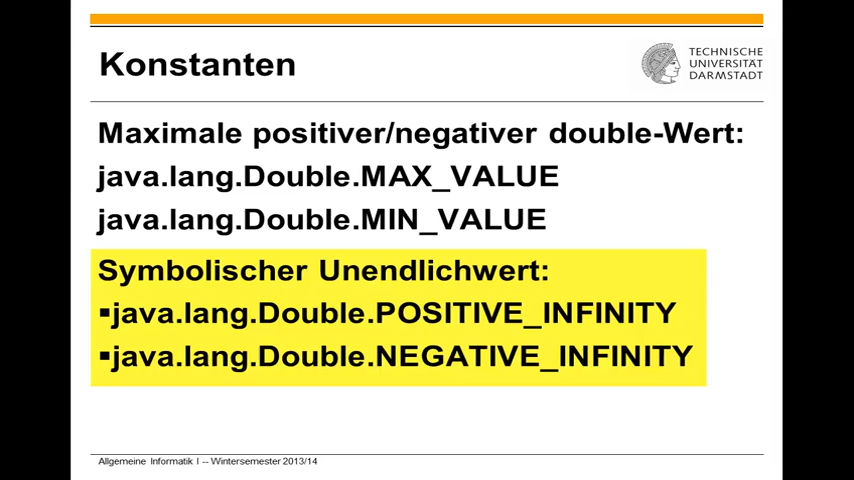 Konstanten
TECHNISCHE
UNIVERSITÄT
DARMSTADT
Maximale positiver/negativer double-Wert:
java.lang.Double.MAX_VALUE
java.lang.Double.MIN_VALUE
Symbolischer Unendlichwert:
▪java.lang.Double.POSITIVE_INFINITY
▪java.lang.Double.NEGATIVE_INFINITY
Allgemeine Informatik I -- Wintersemester 2013/14